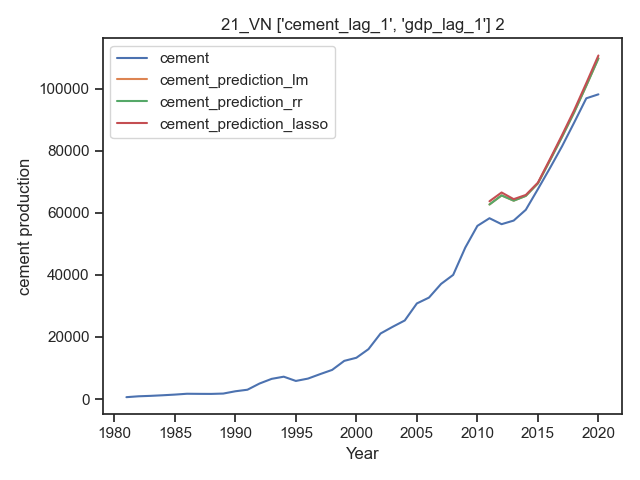 21_VN ['cement_lag_1', 'gdp_lag_1'] 2
cement
cement_prediction_lm
cement_prediction_rr
cement_prediction_lasso
cement production
100000
80000
60000
40000
20000
0
1980 1985 1990 1995 2000 2005 2010 2015 2020
Year